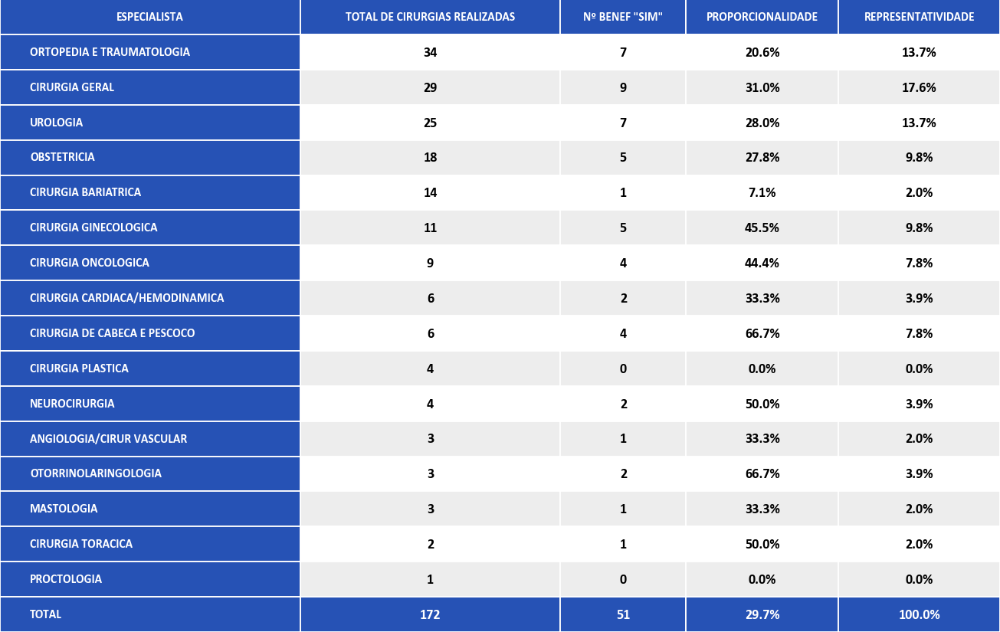 ESPECIALISTA TOTAL DE CIRURGIAS REALIZADAS Nº BENEF "SIM" PROPORCIONALIDADE REPRESENTATIVIDADE
ORTOPEDIA E TRAUMATOLOGIA 34 7 20.6% 13.7%
CIRURGIA GERAL 29 9 31.0% 17.6%
UROLOGIA 25 7 28.0% 13.7%
OBSTETRICIA 18 5 27.8% 9.8%
CIRURGIA BARIATRICA 14 1 7.1% 2.0%
CIRURGIA GINECOLOGICA 11 5 45.5% 9.8%
CIRURGIA ONCOLOGICA 9 4 44.4% 7.8%
CIRURGIA CARDIACA/HEMODINAMICA 6 2 33.3% 3.9%
CIRURGIA DE CABECA E PESCOCO 6 4 66.7% 7.8%
CIRURGIA PLASTICA 4 0 0.0% 0.0%
NEUROCIRURGIA 4 2 50.0% 3.9%
ANGIOLOGIA/CIRUR VASCULAR 3 1 33.3% 2.0%
OTORRINOLARINGOLOGIA 3 2 66.7% 3.9%
MASTOLOGIA 3 1 33.3% 2.0%
CIRURGIA TORACICA 2 1 50.0% 2.0%
PROCTOLOGIA 1 0 0.0% 0.0%
TOTAL 172 51 29.7% 100.0%